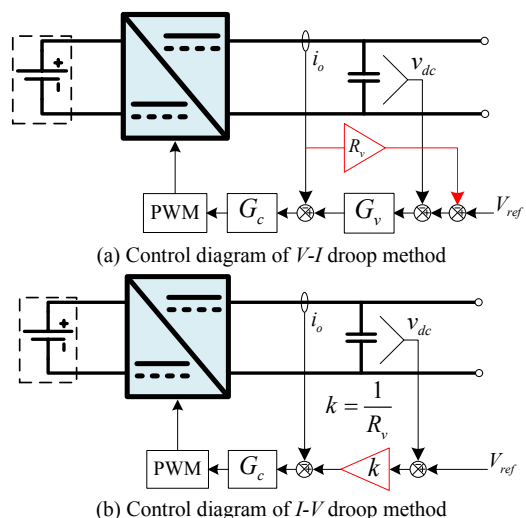 +
-
i_o
v_dc
R_v
PWM
G_c
G_v
V_ref
(a) Control diagram of V-I droop method
+
-
i_o
v_dc
k = 1/R_v
PWM
G_c
k
V_ref
(b) Control diagram of I-V droop method